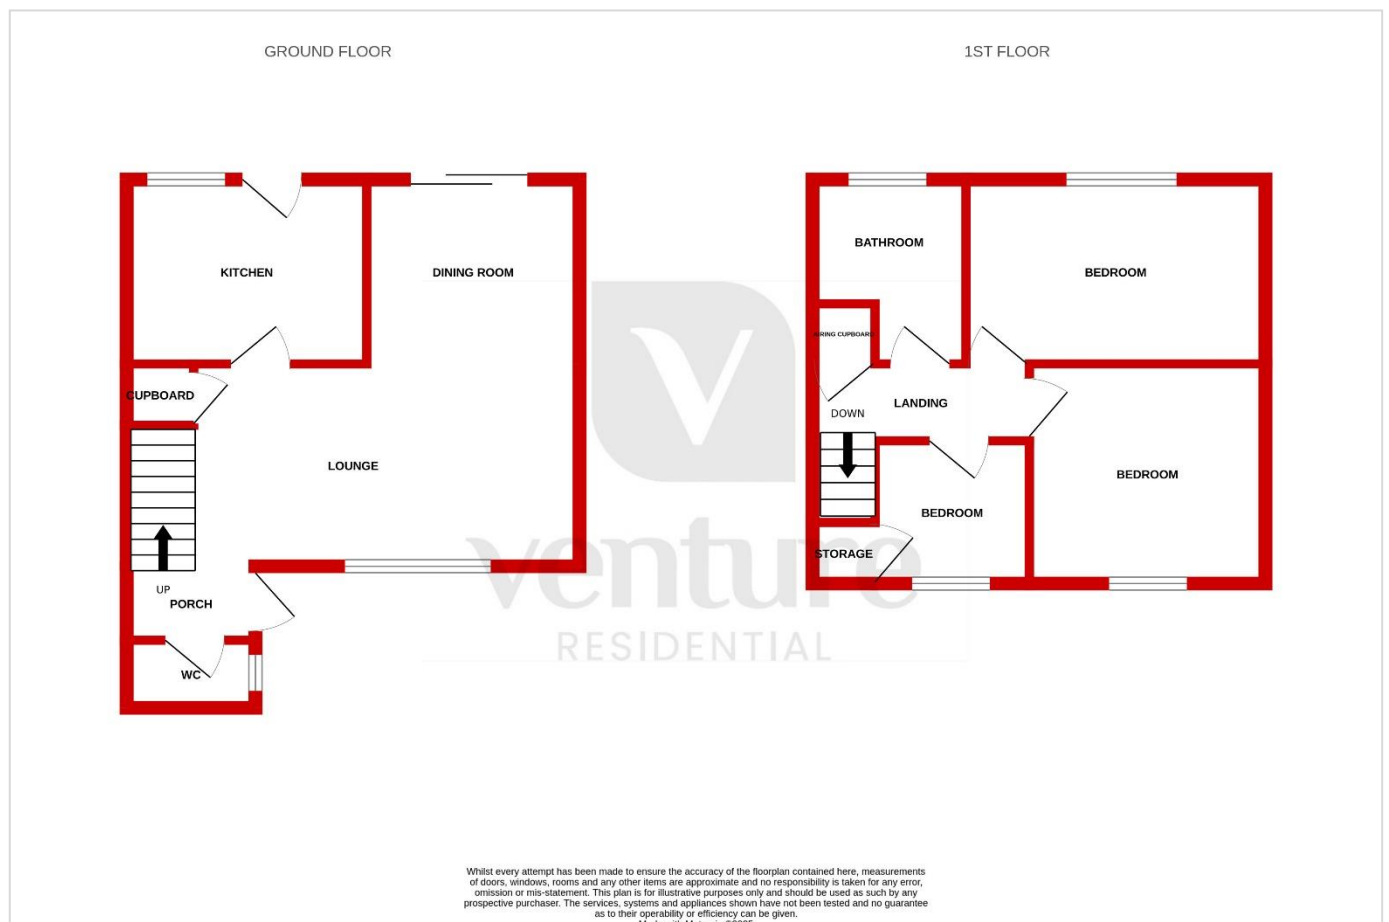 GROUND FLOOR
1ST FLOOR
BATHROOM
KITCHEN
DINING ROOM
BEDROOM
CUPBOARD
LANDING
DOWN
LOUNGE
BEDROOM
BEDROOM
STORAGE
UP
PORCH
WC
venture
RESIDENTIAL
Whilst every attempt has been made to ensure the accuracy of the floorplan contained here, measurements
of doors, windows, rooms and any other items are approximate and no responsibility is taken for any error,
omission or mis-statement. This plan is for illustrative purposes only and should be used as such by any
prospective purchaser. The services, systems and appliances shown have not been tested and no guarantee
as to their operability or efficiency can be given.